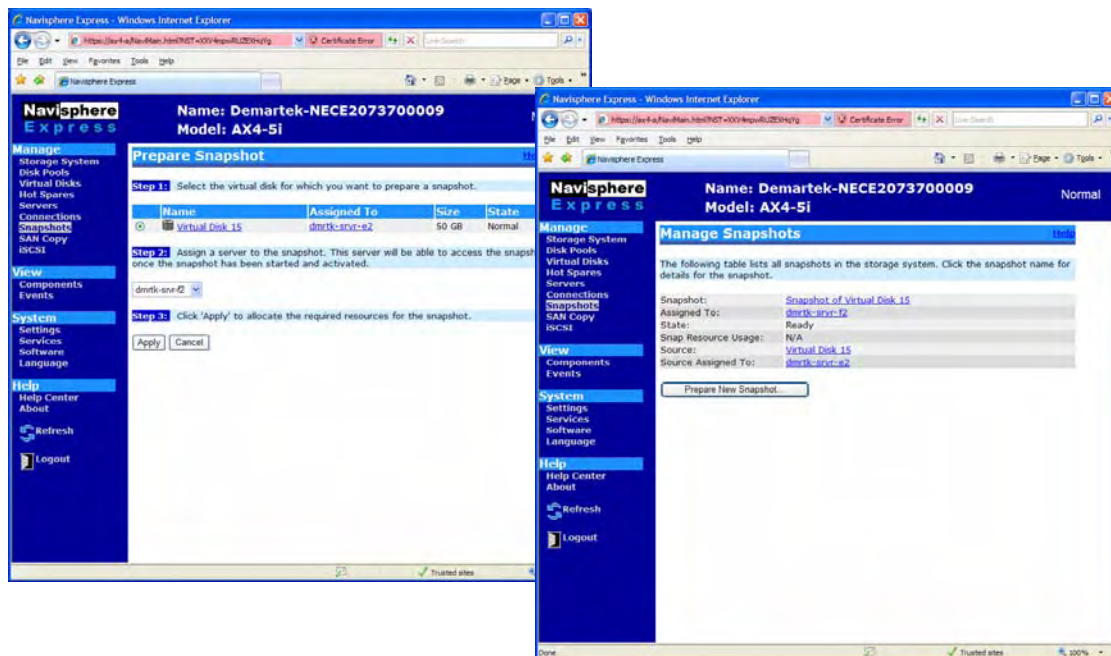 Navisphere Express - Windows Internet Explorer
Certificate Error
Live Search
File Edit View Favorites Tools Help
Navisphere Express
Page Tools
Navisphere
Express
Name: Demartek-NECE2073700009
Model: AX4-5i
Manage
Storage System
Disk Pools
Virtual Disks
Hot Spares
Servers
Connections
Snapshots
SAN Copy
iSCSI
View
Components
Events
System
Settings
Services
Software
Language
Help
Help Center
About
Refresh
Logout
Prepare Snapshot
Step 1: Select the virtual disk for which you want to prepare a snapshot.
Name Assigned To Size State
Virtual Disk 15 dmrtk-srvr-e2 50 GB Normal
Step 2: Assign a server to the snapshot. This server will be able to access the
once the snapshot has been started and activated.
dmrtk-srvr-f2
Step 3: Click 'Apply' to allocate the required resources for the snapshot.
Apply Cancel
Trusted sites
Navisphere Express - Windows Internet Explorer
Certificate Error
Live Search
File Edit View Favorites Tools Help
Navisphere Express
Page Tools
Navisphere
Express
Name: Demartek-NECE2073700009
Model: AX4-5i
Normal
Manage
Storage System
Disk Pools
Virtual Disks
Hot Spares
Servers
Connections
Snapshots
SAN Copy
iSCSI
View
Components
Events
System
Settings
Services
Software
Language
Help
Help Center
About
Refresh
Logout
Manage Snapshots
Help
The following table lists all snapshots in the storage system. Click the snapshot name for
details for the snapshot.
Snapshot: Snapshot of Virtual Disk 15
Assigned To: dmrtk-srvr-f2
State: Ready
Snap Resource Usage: N/A
Source: Virtual Disk 15
Source Assigned To: dmrtk-srvr-e2
Prepare New Snapshot...
Done
Trusted sites
100%